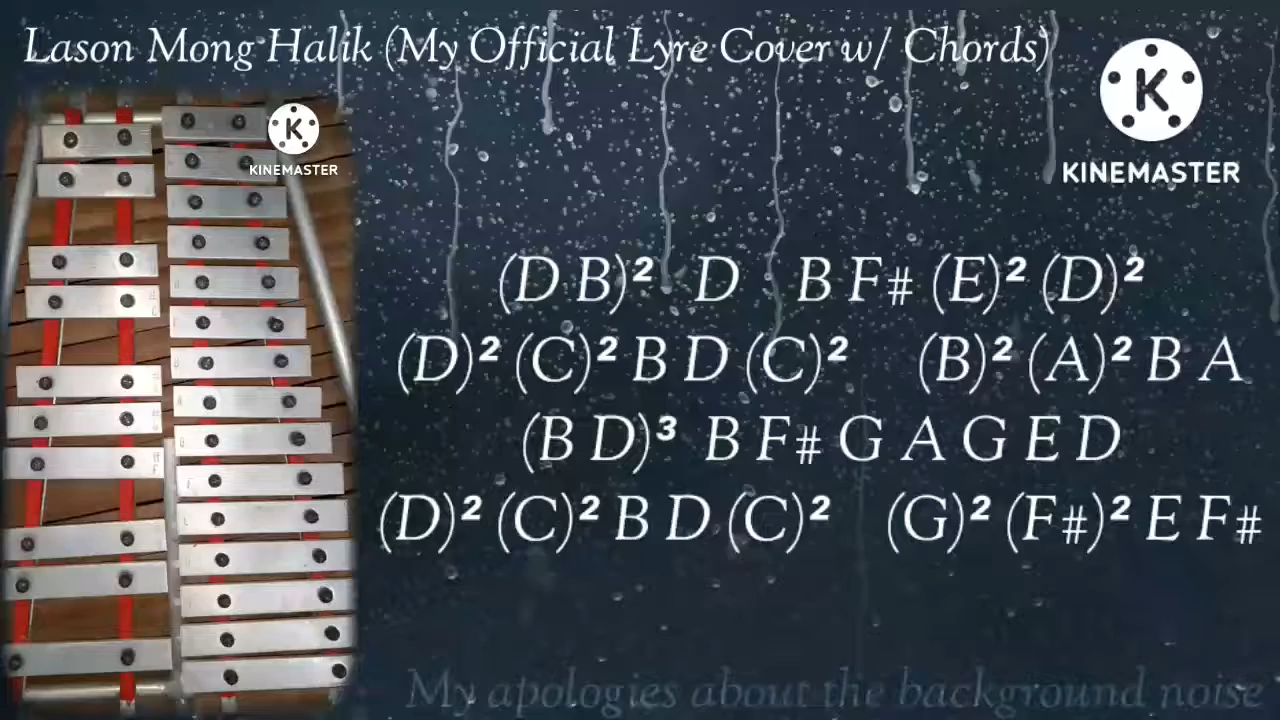 Lason Mong Halik (My Official Lyre Cover w/ Chords)
KINEMASTER
KINEMASTER
(D B)² D B F# (E)² (D)²
(D)² (C)² B D (C)² (B)² (A)² B A
(B D)³ B F# G A G E D
(D)² (C)² B D (C)² (G)² (F#)² E F#
My apologies about the background noise